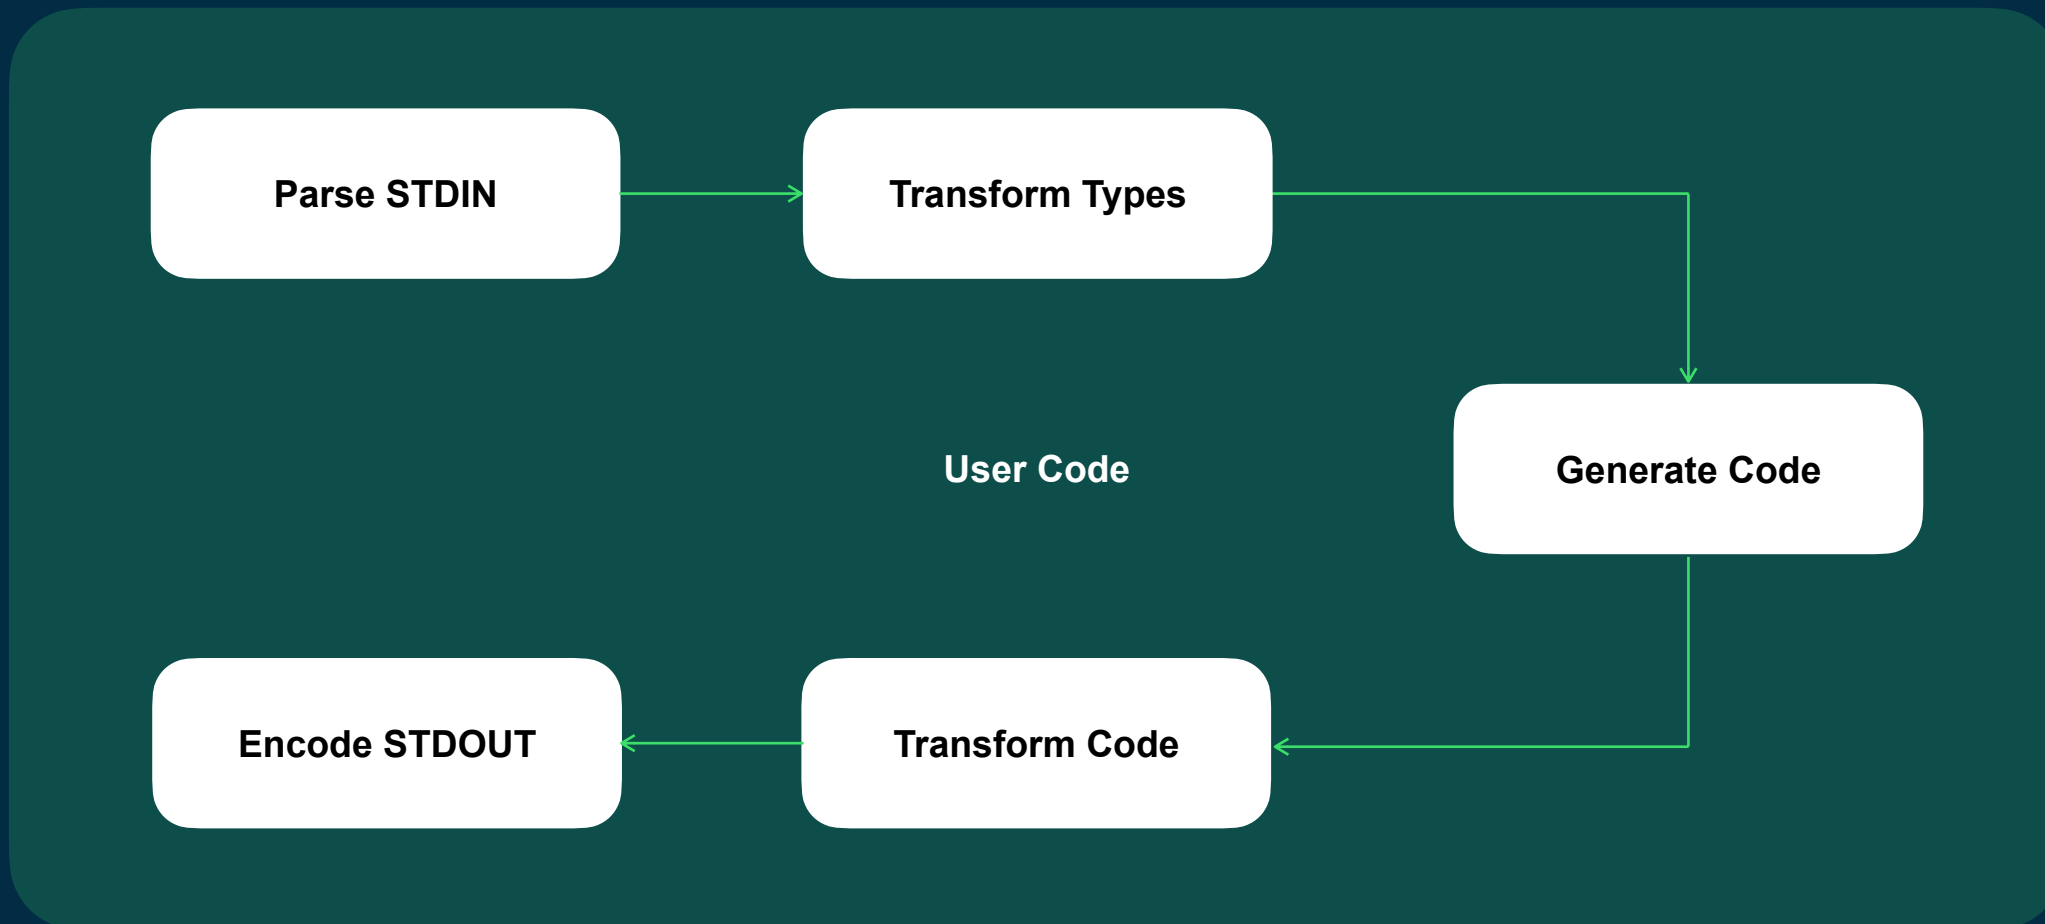 Parse STDIN
Transform Types
User Code
Generate Code
Encode STDOUT
Transform Code